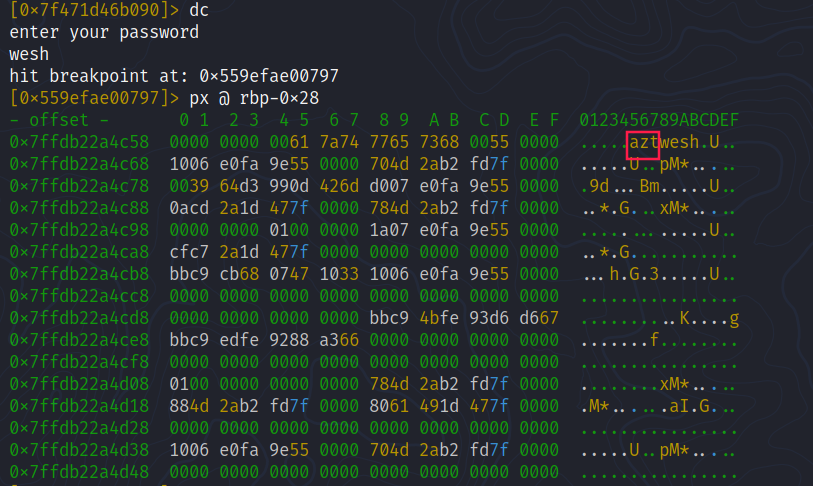 [0×7f471d46b090]> dc
enter your password
wesh
hit breakpoint at: 0×559efae00797
[0×559efae00797]> px @ rbp-0×28
- offset -       0 1  2 3  4 5  6 7  8 9  A B  C D  E F  0123456789ABCDEF
0×7ffdb22a4c58  0000 0000 0061 7a74 7765 7368 0055 0000  .....aztwesh.U..
0×7ffdb22a4c68  1006 e0fa 9e55 0000 704d 2ab2 fd7f 0000  .....U..pM*.....
0×7ffdb22a4c78  0039 64d3 990d 426d d007 e0fa 9e55 0000  .9d...Bm.....U..
0×7ffdb22a4c88  0acd 2a1d 477f 0000 784d 2ab2 fd7f 0000  ..*.G...xM*.....
0×7ffdb22a4c98  0000 0000 0100 0000 1a07 e0fa 9e55 0000  .............U..
0×7ffdb22a4ca8  cfc7 2a1d 477f 0000 0000 0000 0000 0000  ..*.G...........
0×7ffdb22a4cb8  bbc9 cb68 0747 1033 1006 e0fa 9e55 0000  ...h.G.3.....U..
0×7ffdb22a4cc8  0000 0000 0000 0000 0000 0000 0000 0000  ................
0×7ffdb22a4cd8  0000 0000 0000 0000 bbc9 4bfe 93d6 d667  ..........K....g
0×7ffdb22a4ce8  bbc9 edfe 9288 a366 0000 0000 0000 0000  .......f........
0×7ffdb22a4cf8  0000 0000 0000 0000 0000 0000 0000 0000  ................
0×7ffdb22a4d08  0100 0000 0000 0000 784d 2ab2 fd7f 0000  ........xM*.....
0×7ffdb22a4d18  884d 2ab2 fd7f 0000 8061 491d 477f 0000  .M*......aI.G...
0×7ffdb22a4d28  0000 0000 0000 0000 0000 0000 0000 0000  ................
0×7ffdb22a4d38  1006 e0fa 9e55 0000 704d 2ab2 fd7f 0000  .....U..pM*.....
0×7ffdb22a4d48  0000 0000 0000 0000 0000 0000 0000 0000  ................